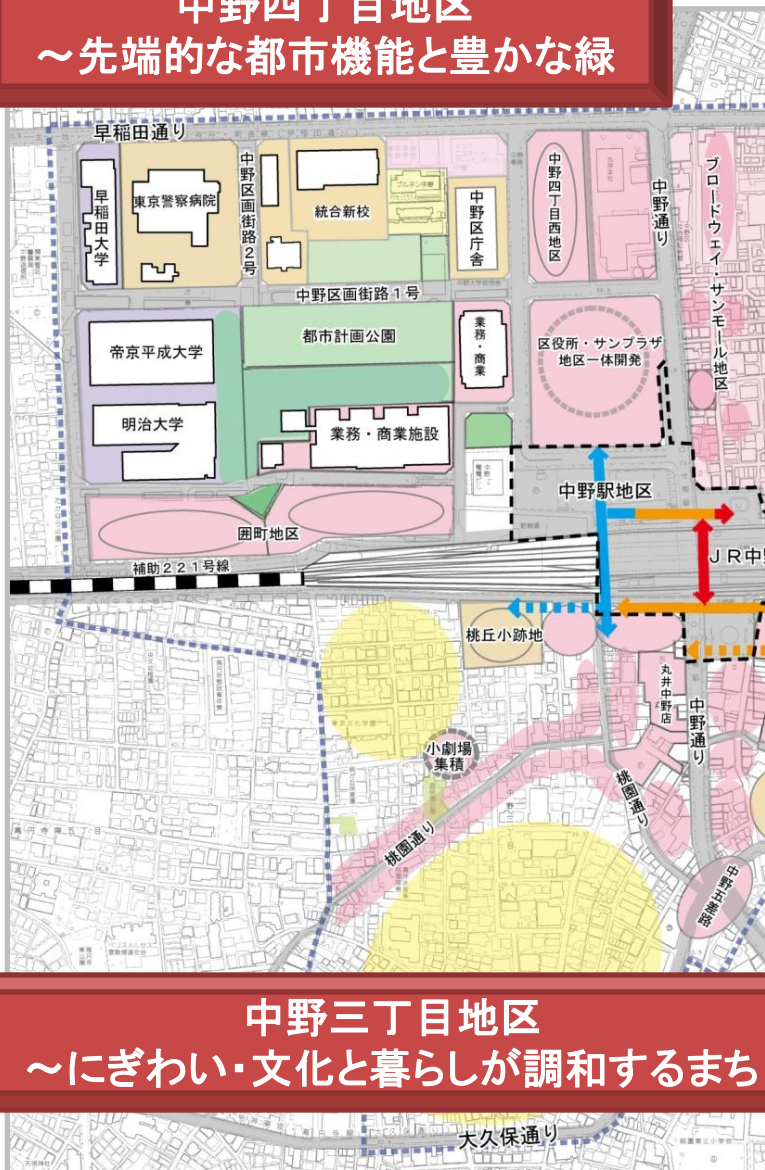 中野四丁目地区
～先端的な都市機能と豊かな緑
早稲田通り
早稲田大学
東京警察病院
中野区画街路2号
統合新校
中野区庁舎
中野四丁目西地区
中野通り
ブロードウェイ・サンモール地区
中野区画街路1号
帝京平成大学
都市計画公園
業務・商業
区役所・サンプラザ
地区一体開発
明治大学
業務・商業施設
中野駅地区
囲町地区
JR中
補助221号線
桃丘小跡地
丸井中野店
中野通り
小劇場
集積
桃園通り
桃園通り
中野五差路
中野三丁目地区
～にぎわい・文化と暮らしが調和するまち
大久保通り